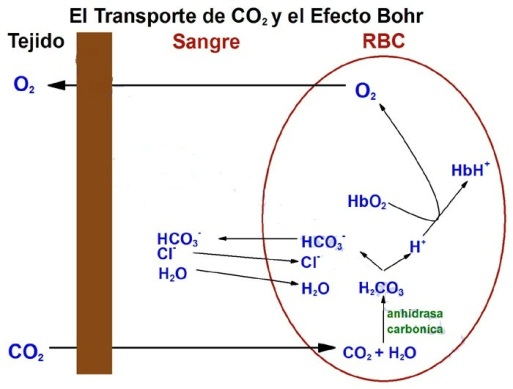 El Transporte de CO₂ y el Efecto Bohr
Tejido Sangre RBC
O₂ O₂
HbH⁺
HbO₂
HCO₃⁻ HCO₃⁻ H⁺
Cl⁻ Cl⁻
H₂O H₂O H₂CO₃
anhidrasa
carbonica
CO₂ CO₂ + H₂O